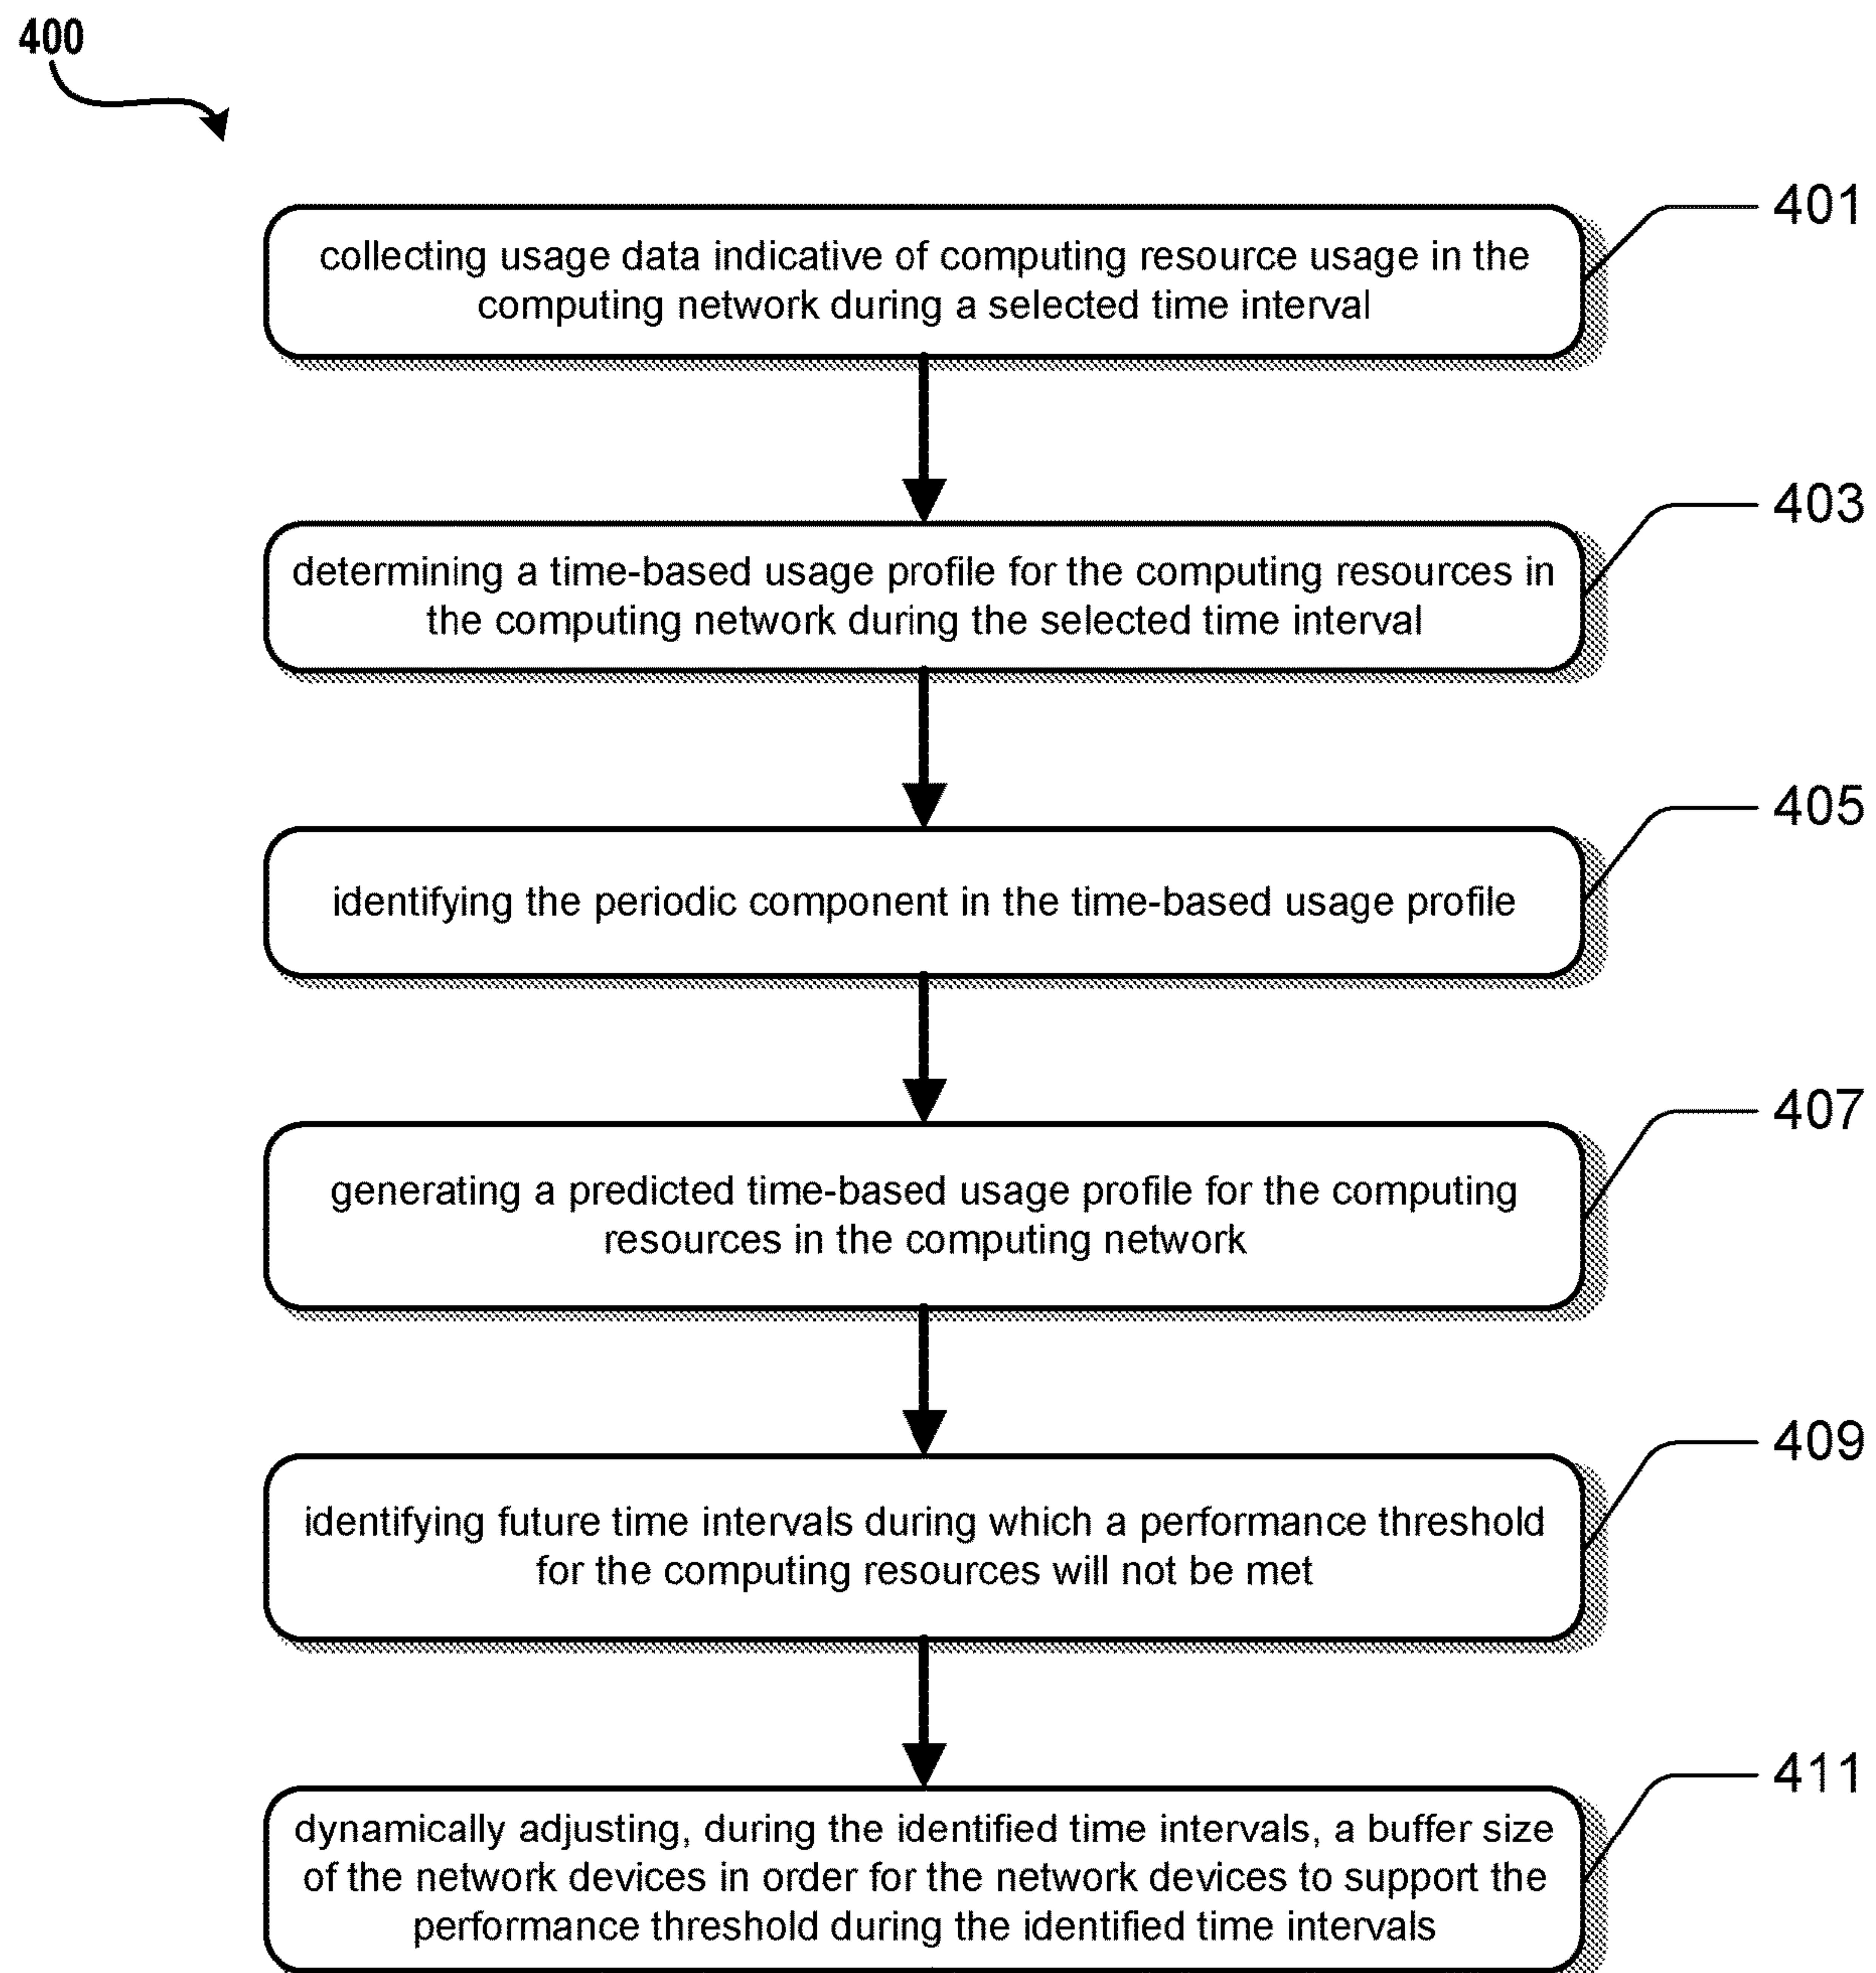 400
401
collecting usage data indicative of computing resource usage in the
computing network during a selected time interval
403
determining a time-based usage profile for the computing resources in
the computing network during the selected time interval
405
identifying the periodic component in the time-based usage profile
407
generating a predicted time-based usage profile for the computing
resources in the computing network
409
identifying future time intervals during which a performance threshold
for the computing resources will not be met
411
dynamically adjusting, during the identified time intervals, a buffer size
of the network devices in order for the network devices to support the
performance threshold during the identified time intervals